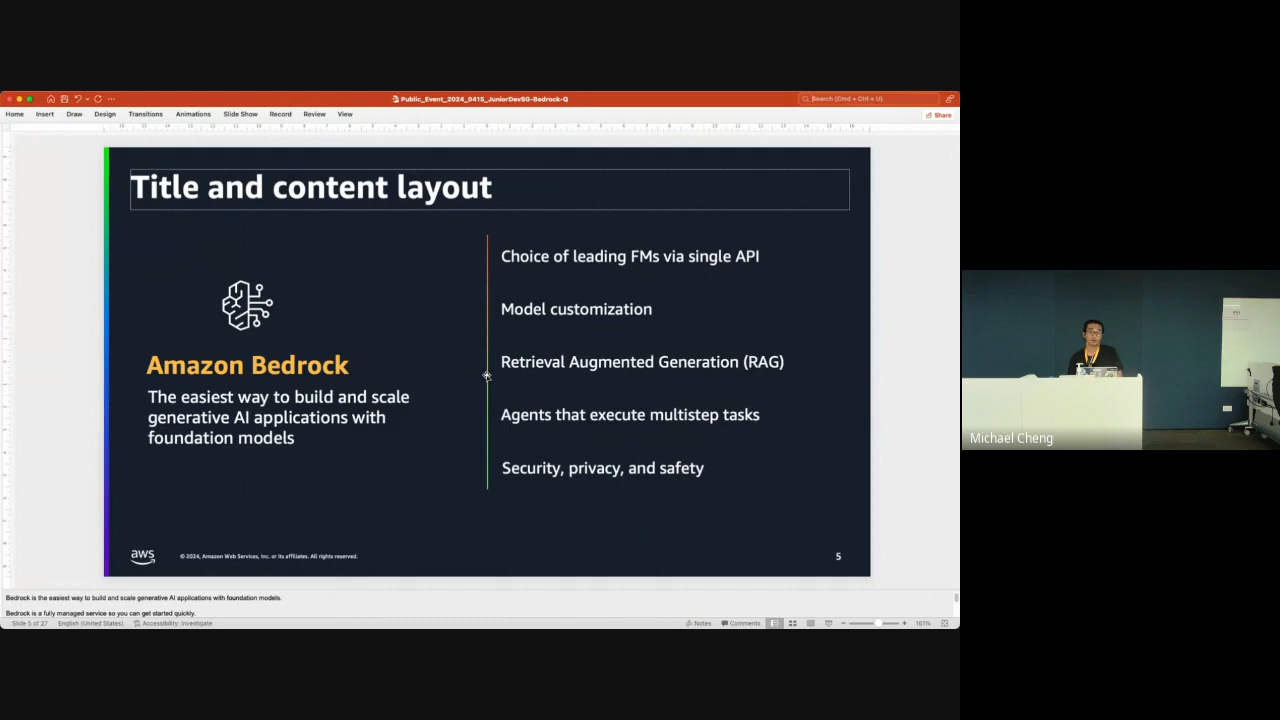 Public_Event_2024_0415_JuniorDevSG-Bedrock-Q
Search (Cmd + Ctrl + U)
Home Insert Draw Design Transitions Animations Slide Show Record Review View
Share
Title and content layout
Amazon Bedrock
The easiest way to build and scale
generative AI applications with
foundation models
Choice of leading FMs via single API
Model customization
Retrieval Augmented Generation (RAG)
Agents that execute multistep tasks
Security, privacy, and safety
aws
© 2024, Amazon Web Services, Inc. or its affiliates. All rights reserved.
5
Bedrock is the easiest way to build and scale generative AI applications with foundation models.
Bedrock is a fully managed service so you can get started quickly.
Slide 5 of 27 English (United States) Accessibility: Investigate
Notes Comments 161%
Michael Cheng